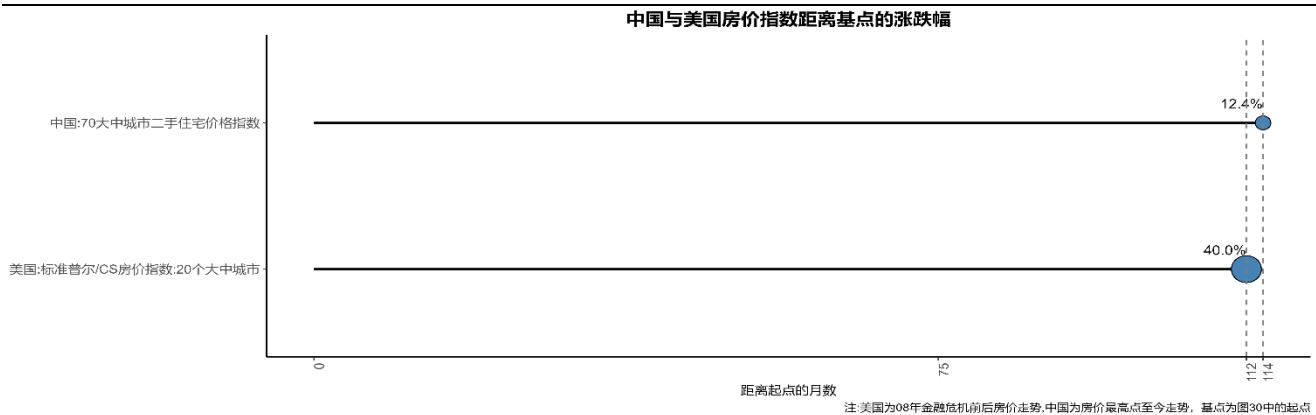 中国与美国房价指数距离基点的涨跌幅
中国:70大中城市二手住宅价格指数
12.4%
美国:标准普尔/CS房价指数:20个大中城市
40.0%
0
75
112
114
距离起点的月数
注:美国为08年金融危机前后房价走势,中国为房价最高点至今走势，基点为图30中的起点